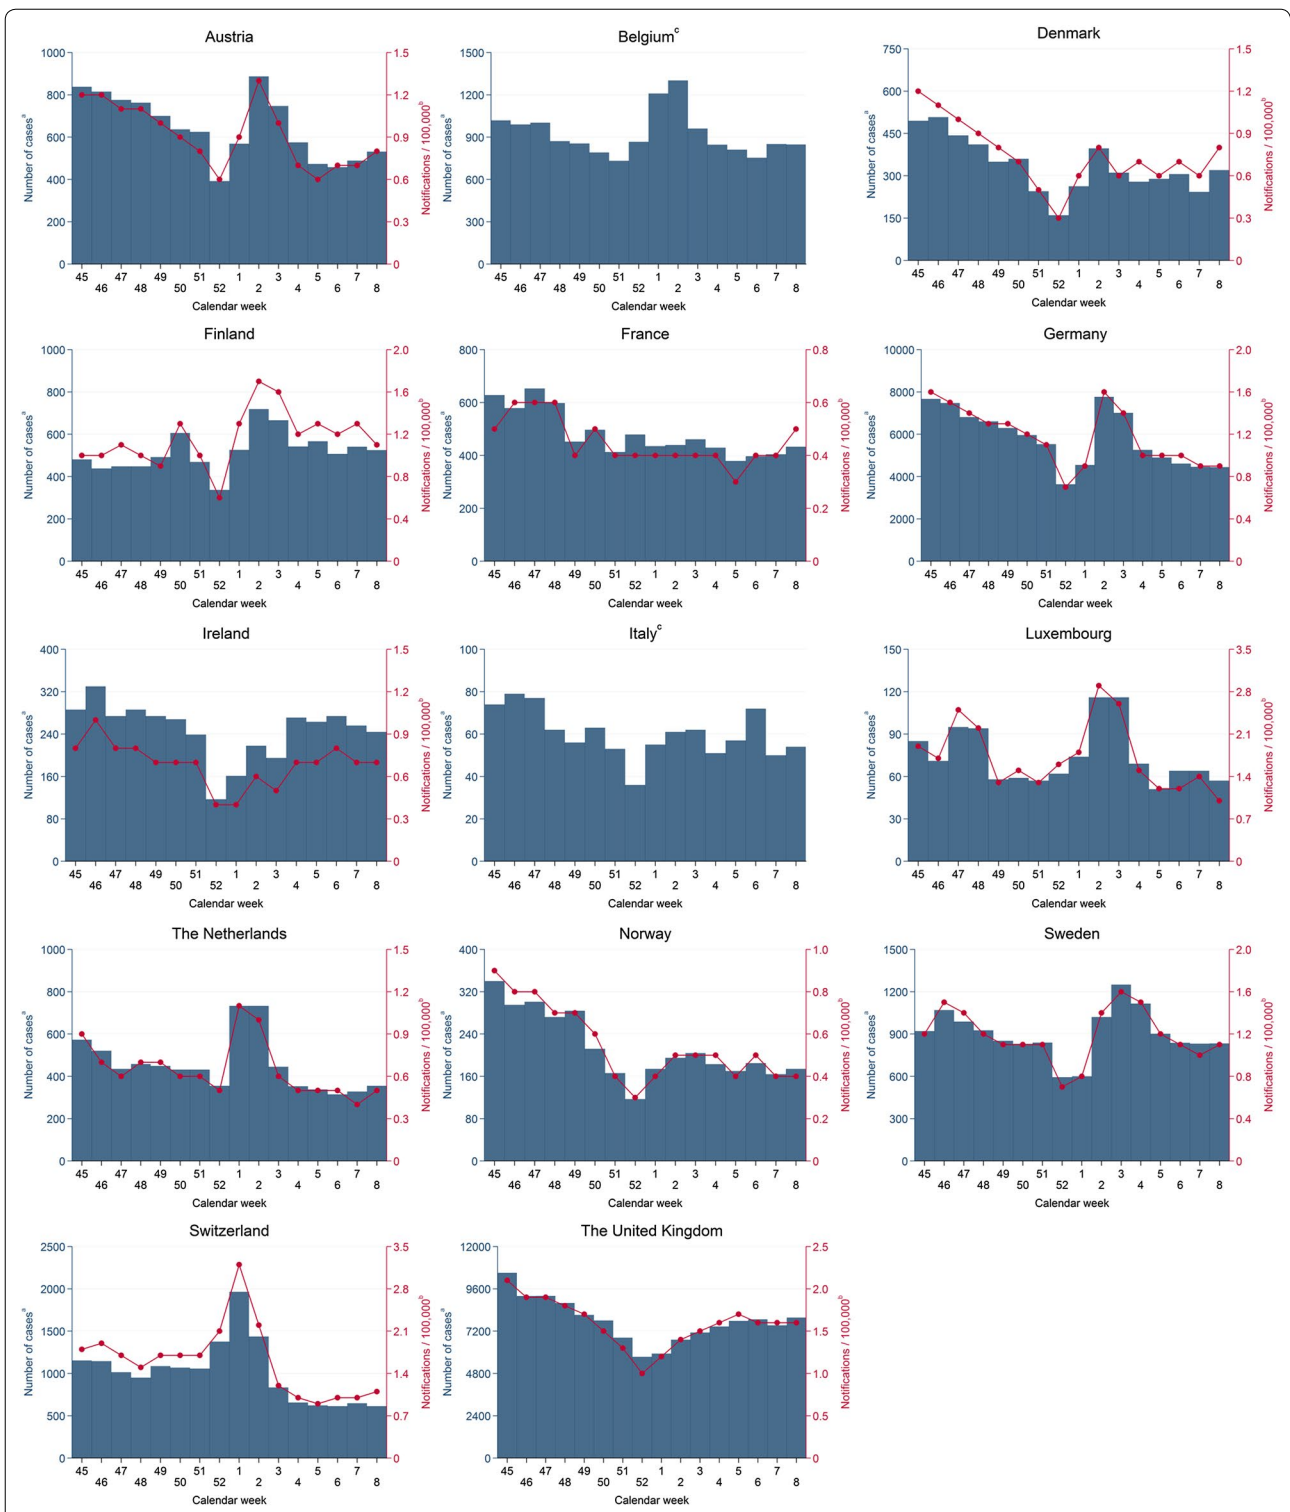 Austria
1000
800
600
400
200
0
Number of cases^a
1.5
1.2
0.9
0.6
0.3
0
Notifications / 100,000^b
45 47 49 51 1 3 5 7
46 48 50 52 2 4 6 8
Calendar week
Belgium^c
1500
1200
900
600
300
0
Number of cases^a
45 47 49 51 1 3 5 7
46 48 50 52 2 4 6 8
Calendar week
Denmark
750
600
450
300
150
0
Number of cases^a
1.5
1.2
0.9
0.6
0.3
0
Notifications / 100,000^b
45 47 49 51 1 3 5 7
46 48 50 52 2 4 6 8
Calendar week
Finland
1000
800
600
400
200
0
Number of cases^a
2.0
1.6
1.2
0.8
0.4
0
Notifications / 100,000^b
45 47 49 51 1 3 5 7
46 48 50 52 2 4 6 8
Calendar week
France
800
600
400
200
0
Number of cases^a
0.8
0.6
0.4
0.2
0
Notifications / 100,000^b
45 47 49 51 1 3 5 7
46 48 50 52 2 4 6 8
Calendar week
Germany
10000
8000
6000
4000
2000
0
Number of cases^a
2.0
1.6
1.2
0.8
0.4
0
Notifications / 100,000^b
45 47 49 51 1 3 5 7
46 48 50 52 2 4 6 8
Calendar week
Ireland
400
320
240
160
80
0
Number of cases^a
1.5
1.2
0.9
0.6
0.3
0
Notifications / 100,000^b
45 47 49 51 1 3 5 7
46 48 50 52 2 4 6 8
Calendar week
Italy^c
100
80
60
40
20
0
Number of cases^a
45 47 49 51 1 3 5 7
46 48 50 52 2 4 6 8
Calendar week
Luxembourg
150
120
90
60
30
0
Number of cases^a
3.5
2.8
2.1
1.4
0.7
0
Notifications / 100,000^b
45 47 49 51 1 3 5 7
46 48 50 52 2 4 6 8
Calendar week
The Netherlands
1000
800
600
400
200
0
Number of cases^a
1.5
1.2
0.9
0.6
0.3
0
Notifications / 100,000^b
45 47 49 51 1 3 5 7
46 48 50 52 2 4 6 8
Calendar week
Norway
400
320
240
160
80
0
Number of cases^a
1.0
0.8
0.6
0.4
0.2
0
Notifications / 100,000^b
45 47 49 51 1 3 5 7
46 48 50 52 2 4 6 8
Calendar week
Sweden
1500
1200
900
600
300
0
Number of cases^a
2.0
1.6
1.2
0.8
0.4
0
Notifications / 100,000^b
45 47 49 51 1 3 5 7
46 48 50 52 2 4 6 8
Calendar week
Switzerland
2500
2000
1500
1000
500
0
Number of cases^a
3.5
2.8
2.1
1.4
0.7
0
Notifications / 100,000^b
45 47 49 51 1 3 5 7
46 48 50 52 2 4 6 8
Calendar week
The United Kingdom
12000
9600
7200
4800
2400
0
Number of cases^a
2.5
2.0
1.5
1.0
0.5
0
Notifications / 100,000^b
45 47 49 51 1 3 5 7
46 48 50 52 2 4 6 8
Calendar week